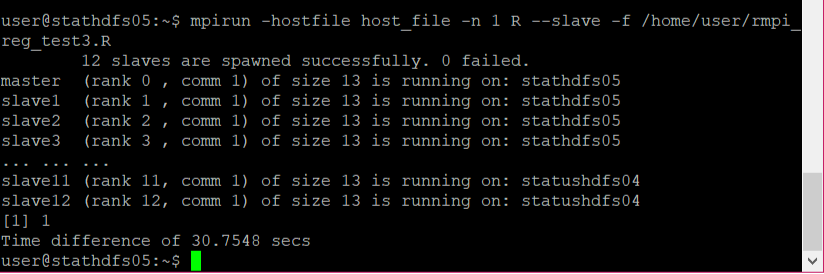 user@stathdfs05:~$ mpirun -hostfile host_file -n 1 R --slave -f /home/user/rmpi_
reg_test3.R
12 slaves are spawned successfully. 0 failed.
master  (rank 0 , comm 1) of size 13 is running on: stathdfs05
slave1  (rank 1 , comm 1) of size 13 is running on: stathdfs05
slave2  (rank 2 , comm 1) of size 13 is running on: stathdfs05
slave3  (rank 3 , comm 1) of size 13 is running on: stathdfs05
... ... ...
slave11 (rank 11, comm 1) of size 13 is running on: statushdfs04
slave12 (rank 12, comm 1) of size 13 is running on: statushdfs04
[1] 1
Time difference of 30.7548 secs
user@stathdfs05:~$